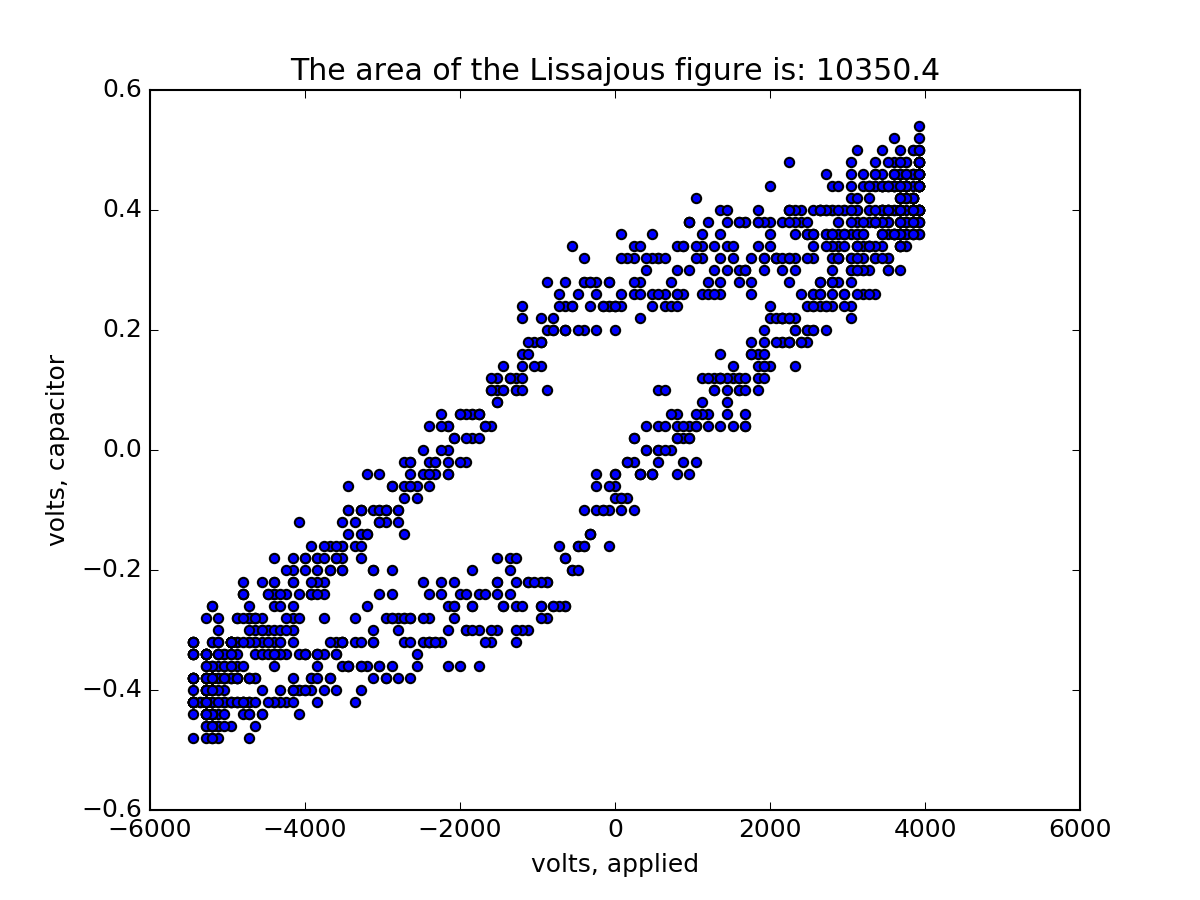 The area of the Lissajous figure is: 10350.4
0.6
0.4
0.2
0.0
−0.2
−0.4
−0.6
volts, capacitor
−6000 −4000 −2000 0 2000 4000 6000
volts, applied